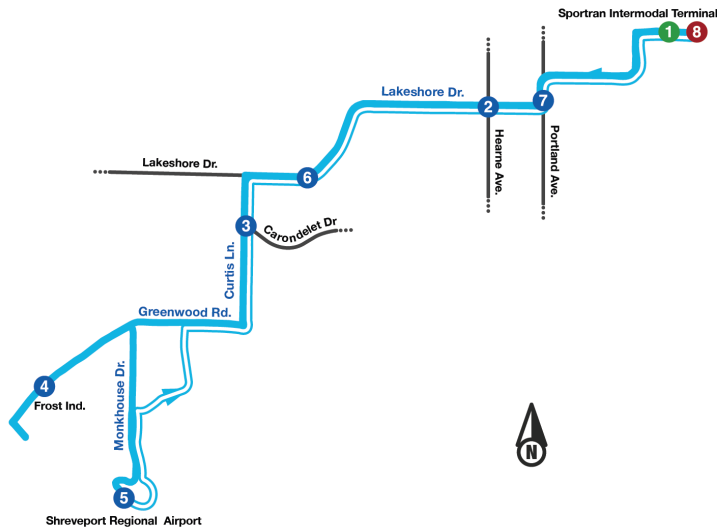 Sportran Intermodal Terminal
1
8
Lakeshore Dr.
2
7
Hearne Ave.
Portland Ave.
Lakeshore Dr.
6
3
Carondelet Dr
Curtis Ln.
Greenwood Rd.
Monkhouse Dr.
4
Frost Ind.
N
5
Shreveport Regional Airport